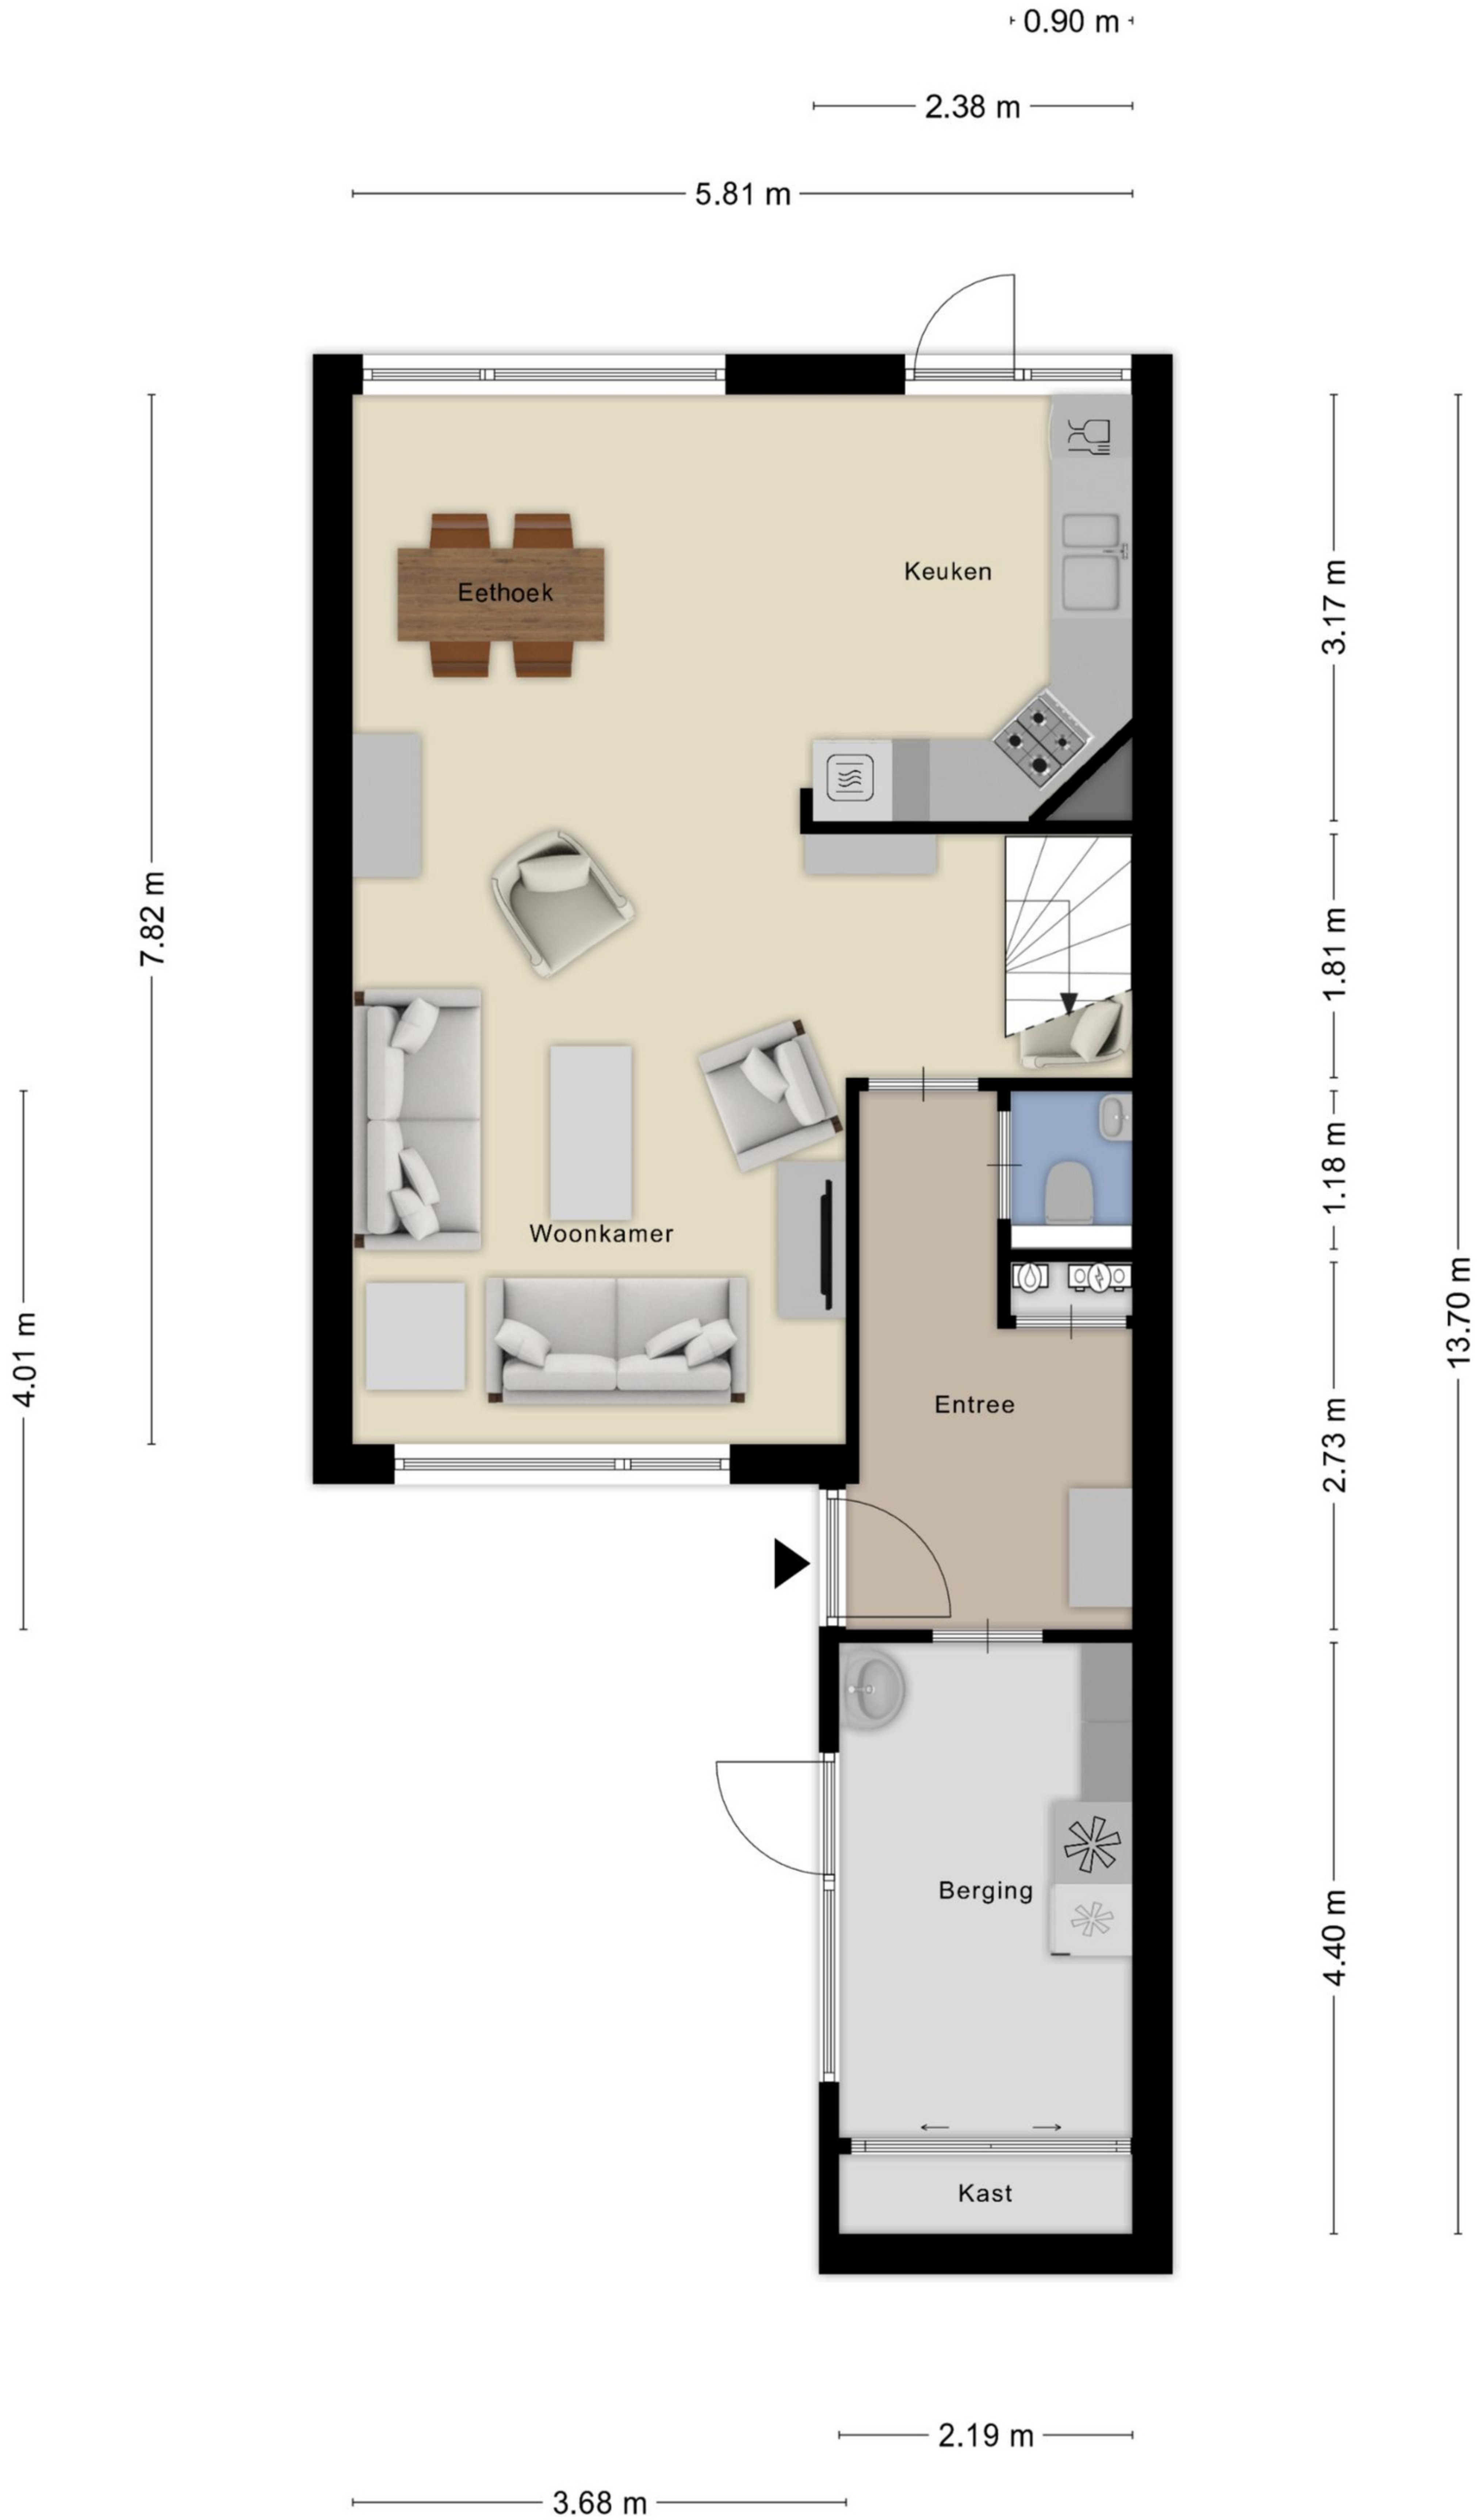 0.90 m
2.38 m
5.81 m
Keuken
Eethoek
3.17 m
7.82 m
1.81 m
1.18 m
Woonkamer
4.01 m
13.70 m
Entree
2.73 m
Berging
4.40 m
Kast
2.19 m
3.68 m